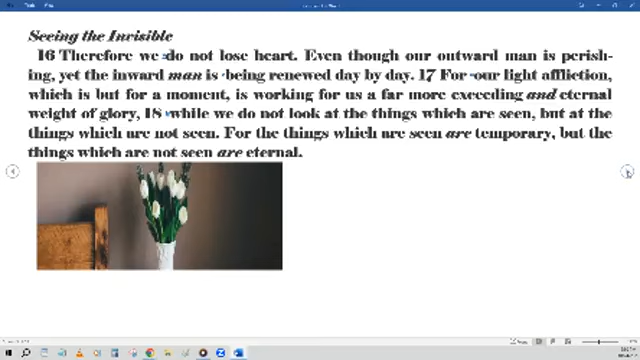 Seeing the Invisible
16 Therefore we do not lose heart. Even though our outward man is perish-
ing, yet the inward man is being renewed day by day. 17 For our light affliction,
which is but for a moment, is working for us a far more exceeding and eternal
weight of glory, 18 while we do not look at the things which are seen, but at the
things which are not seen. For the things which are seen are temporary, but the
things which are not seen are eternal.